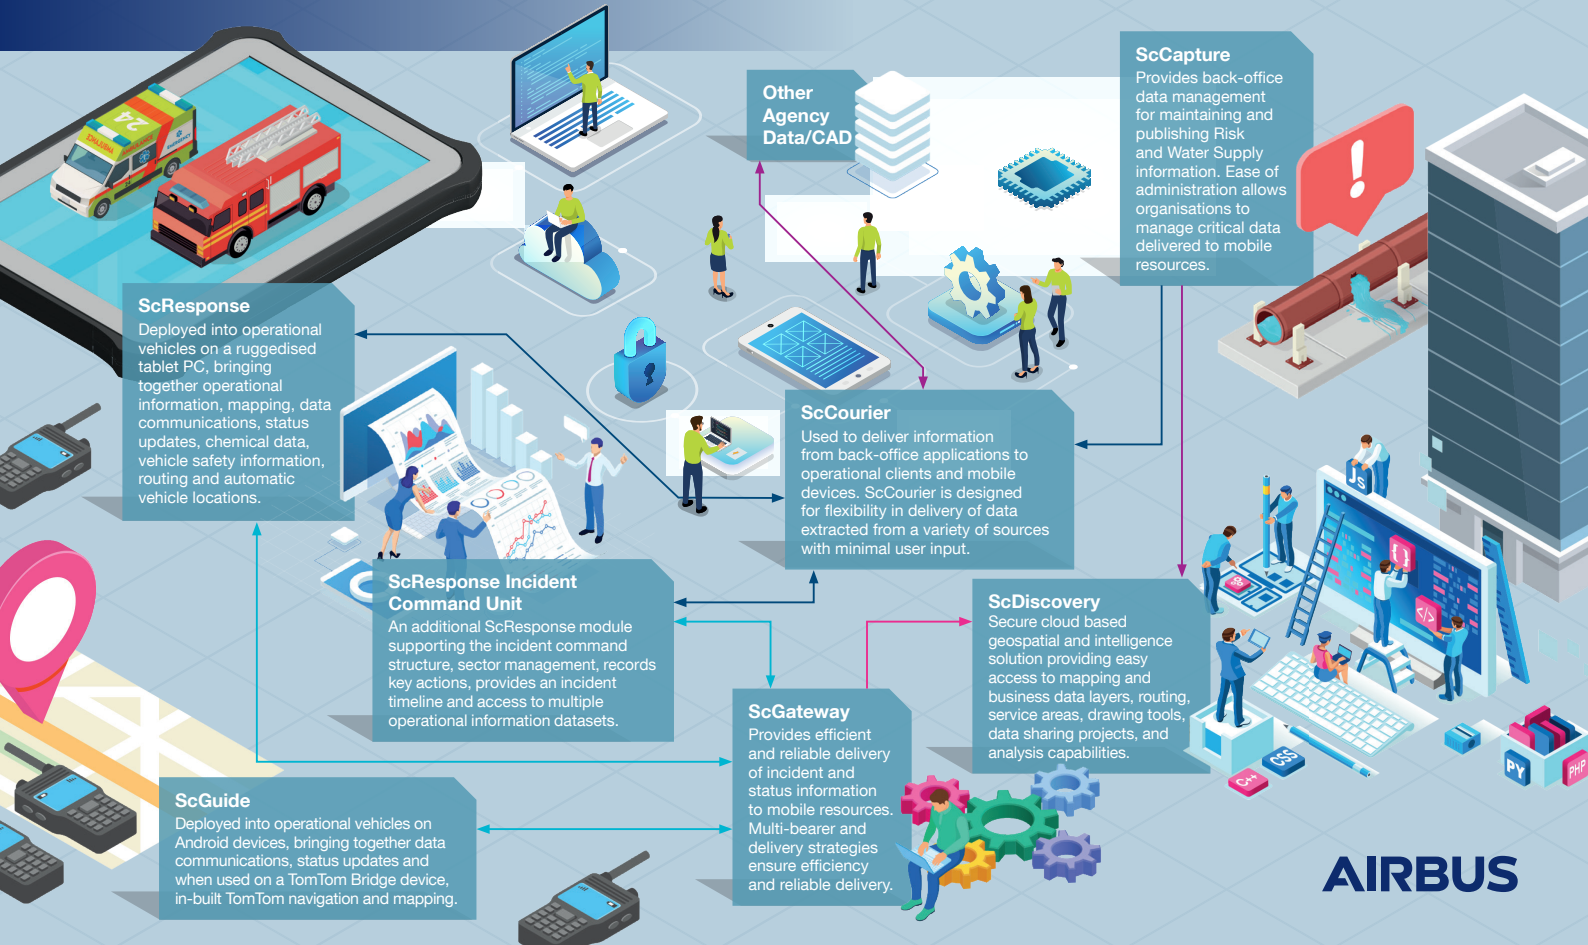 ScCapture
Provides back-office
data management
for maintaining and
publishing Risk
and Water Supply
information. Ease of
administration allows
organisations to
manage critical data
delivered to mobile
resources.
Other
Agency
Data/CAD
24
AMBULANCE
EMERGENCY
ScResponse
Deployed into operational
vehicles on a ruggedised
tablet PC, bringing
together operational
information, mapping, data
communications, status
updates, chemical data,
vehicle safety information,
routing and automatic
vehicle locations.
ScCourier
Used to deliver information
from back-office applications to
operational clients and mobile
devices. ScCourier is designed
for flexibility in delivery of data
extracted from a variety of sources
with minimal user input.
ScResponse Incident
Command Unit
An additional ScResponse module
supporting the incident command
structure, sector management, records
key actions, provides an incident
timeline and access to multiple
operational information datasets.
ScDiscovery
Secure cloud based
geospatial and intelligence
solution providing easy
access to mapping and
business data layers, routing,
service areas, drawing tools,
data sharing projects, and
analysis capabilities.
ScGateway
Provides efficient
and reliable delivery
of incident and
status information
to mobile resources.
Multi-bearer and
delivery strategies
ensure efficiency
and reliable delivery.
ScGuide
Deployed into operational vehicles on
Android devices, bringing together data
communications, status updates and
when used on a TomTom Bridge device,
in-built TomTom navigation and mapping.
JS
</>
C++
CSS
PY
PHP
AIRBUS